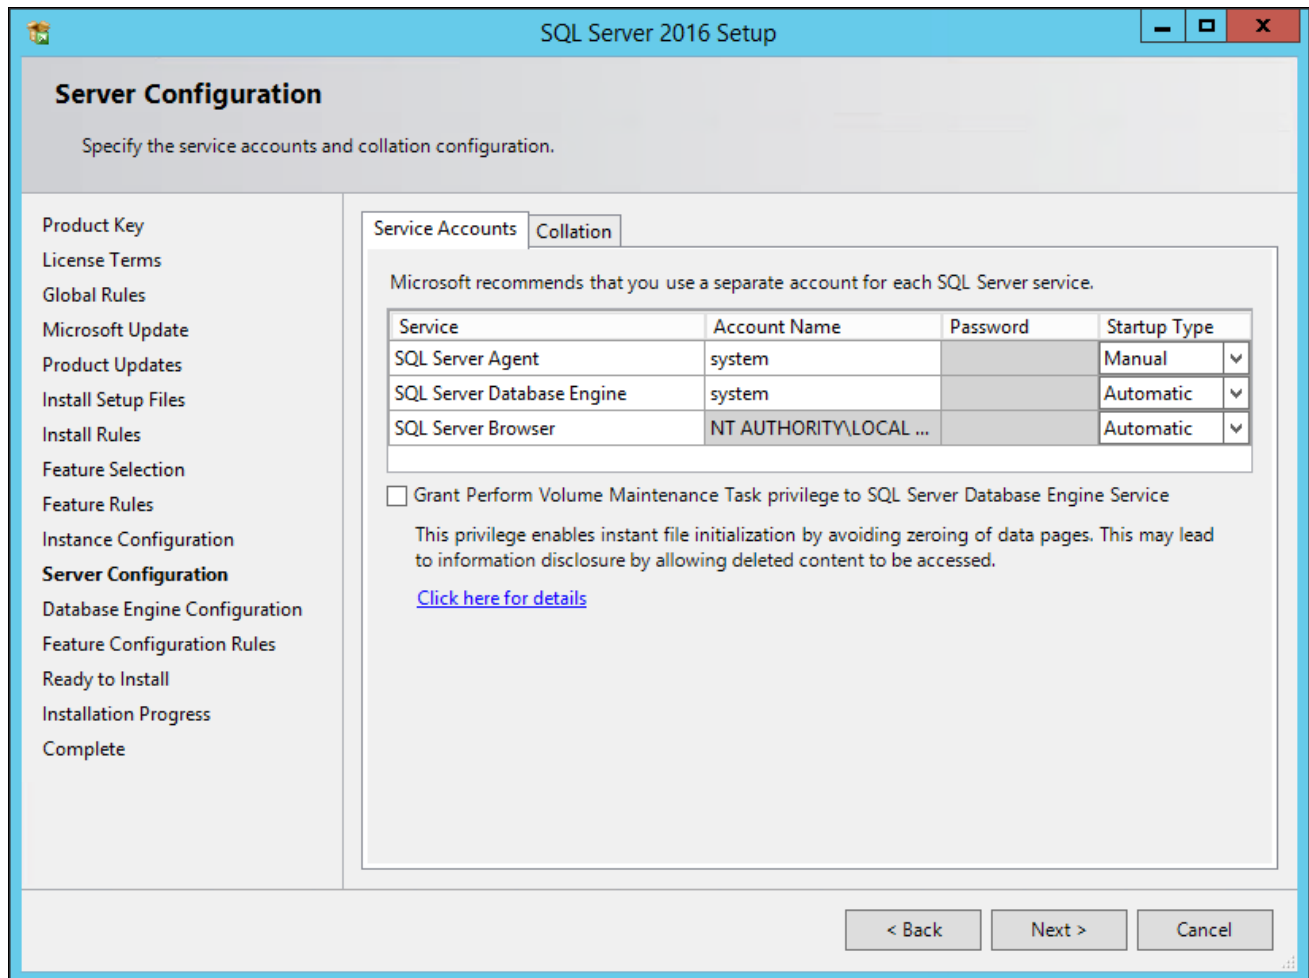 SQL Server 2016 Setup
Server Configuration
Specify the service accounts and collation configuration.
Product Key
License Terms
Global Rules
Microsoft Update
Product Updates
Install Setup Files
Install Rules
Feature Selection
Feature Rules
Instance Configuration
Server Configuration
Database Engine Configuration
Feature Configuration Rules
Ready to Install
Installation Progress
Complete
Service Accounts Collation
Microsoft recommends that you use a separate account for each SQL Server service.
Service Account Name Password Startup Type
SQL Server Agent system Manual
SQL Server Database Engine system Automatic
SQL Server Browser NT AUTHORITY\LOCAL ... Automatic
Grant Perform Volume Maintenance Task privilege to SQL Server Database Engine Service
This privilege enables instant file initialization by avoiding zeroing of data pages. This may lead
to information disclosure by allowing deleted content to be accessed.
Click here for details
< Back Next > Cancel